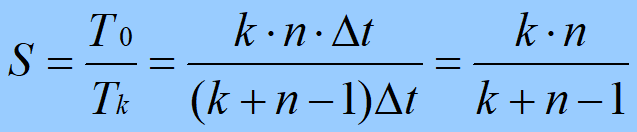 S = T₀ / Tₖ = k · n · Δt / (k + n − 1)Δt = k · n / k + n − 1